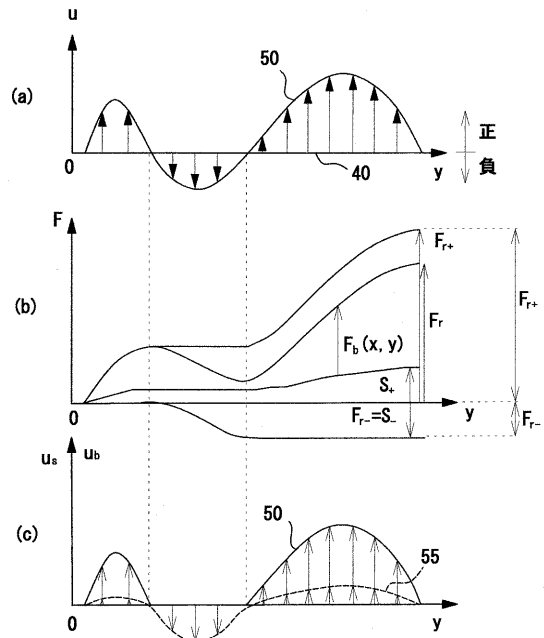 u
50
(a)
正
負
0
40
y
F
F_{r+}
F_{r+}
F_r
(b)
F_b(x, y)
S_+
F_{r-}=S_-
0
y
F_{r-}
u_s u_b
50
(c)
55
0
y